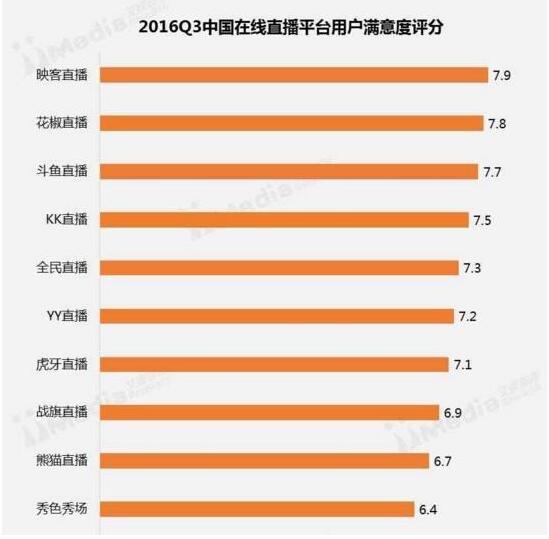 2016Q3中国在线直播平台用户满意度评分
映客直播 7.9
花椒直播 7.8
斗鱼直播 7.7
KK直播 7.5
全民直播 7.3
YY直播 7.2
虎牙直播 7.1
战旗直播 6.9
熊猫直播 6.7
秀色秀场 6.4
iiMedia
iiMedia
iiMedia
iiMedia